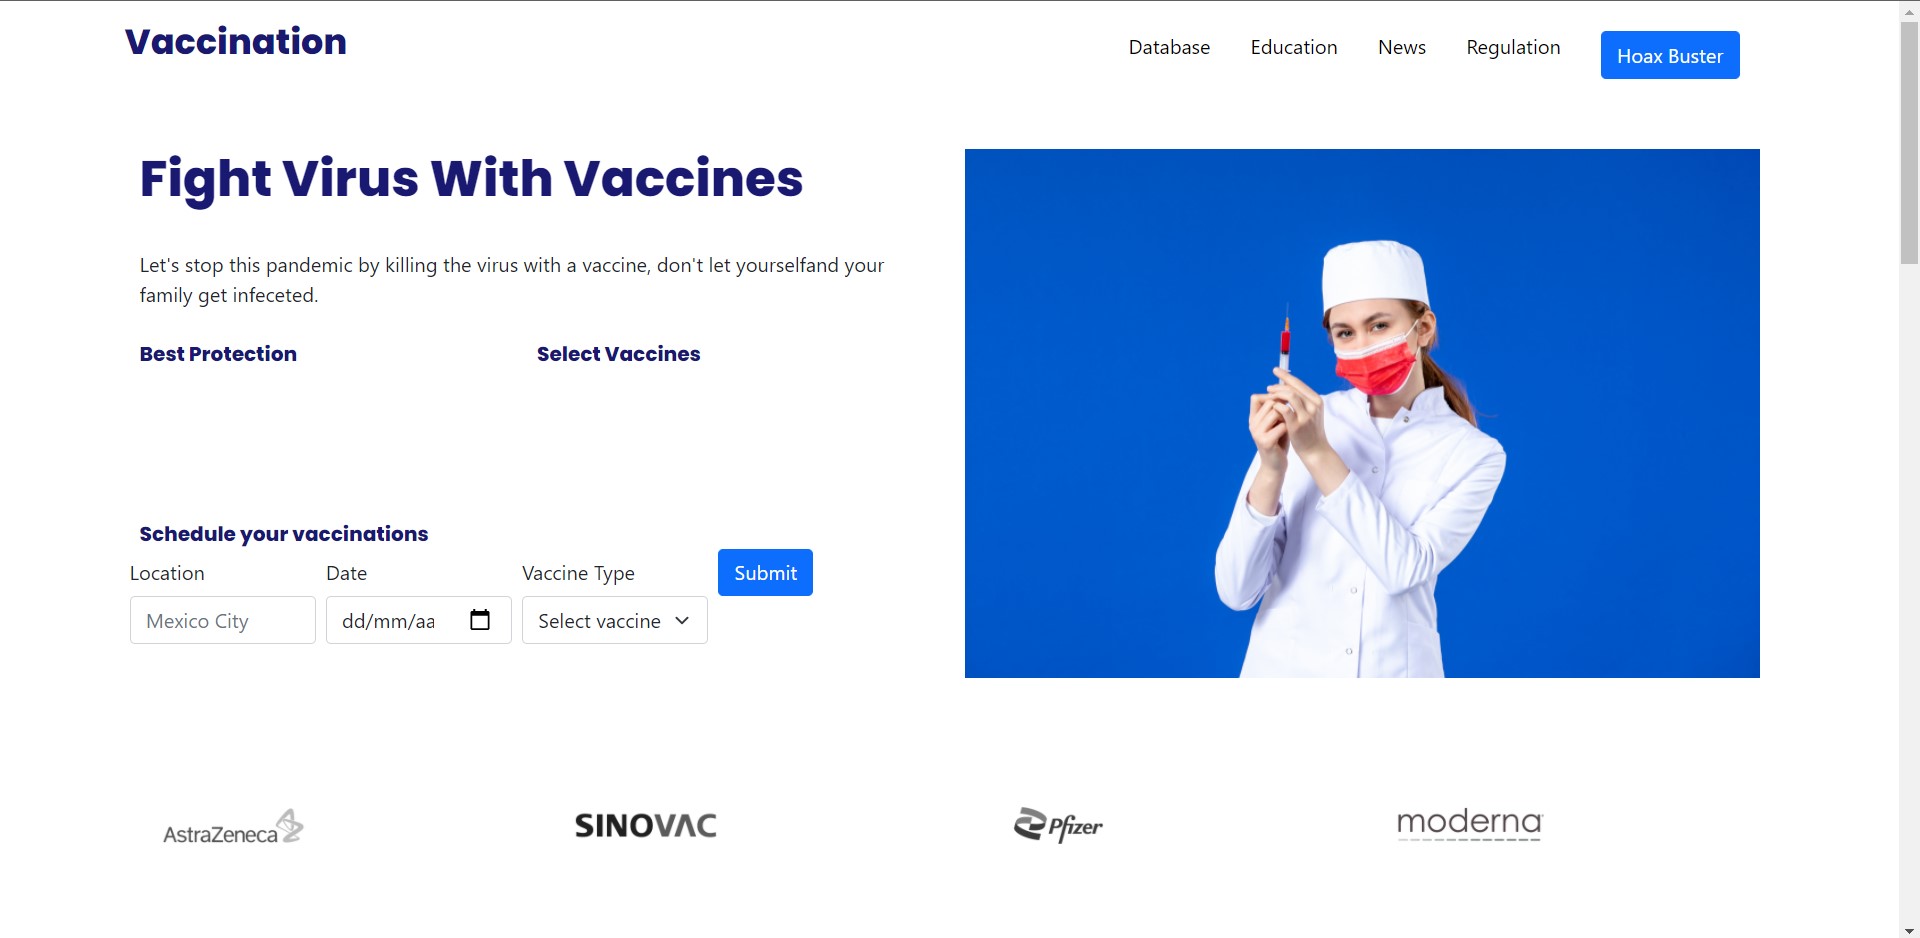 Vaccination
Database Education News Regulation Hoax Buster
Fight Virus With Vaccines
Let's stop this pandemic by killing the virus with a vaccine, don't let yourselfand your
family get infeceted.
Best Protection Select Vaccines
Schedule your vaccinations
Location Date Vaccine Type Submit
Mexico City dd/mm/aa Select vaccine
AstraZeneca SINOVAC Pfizer moderna